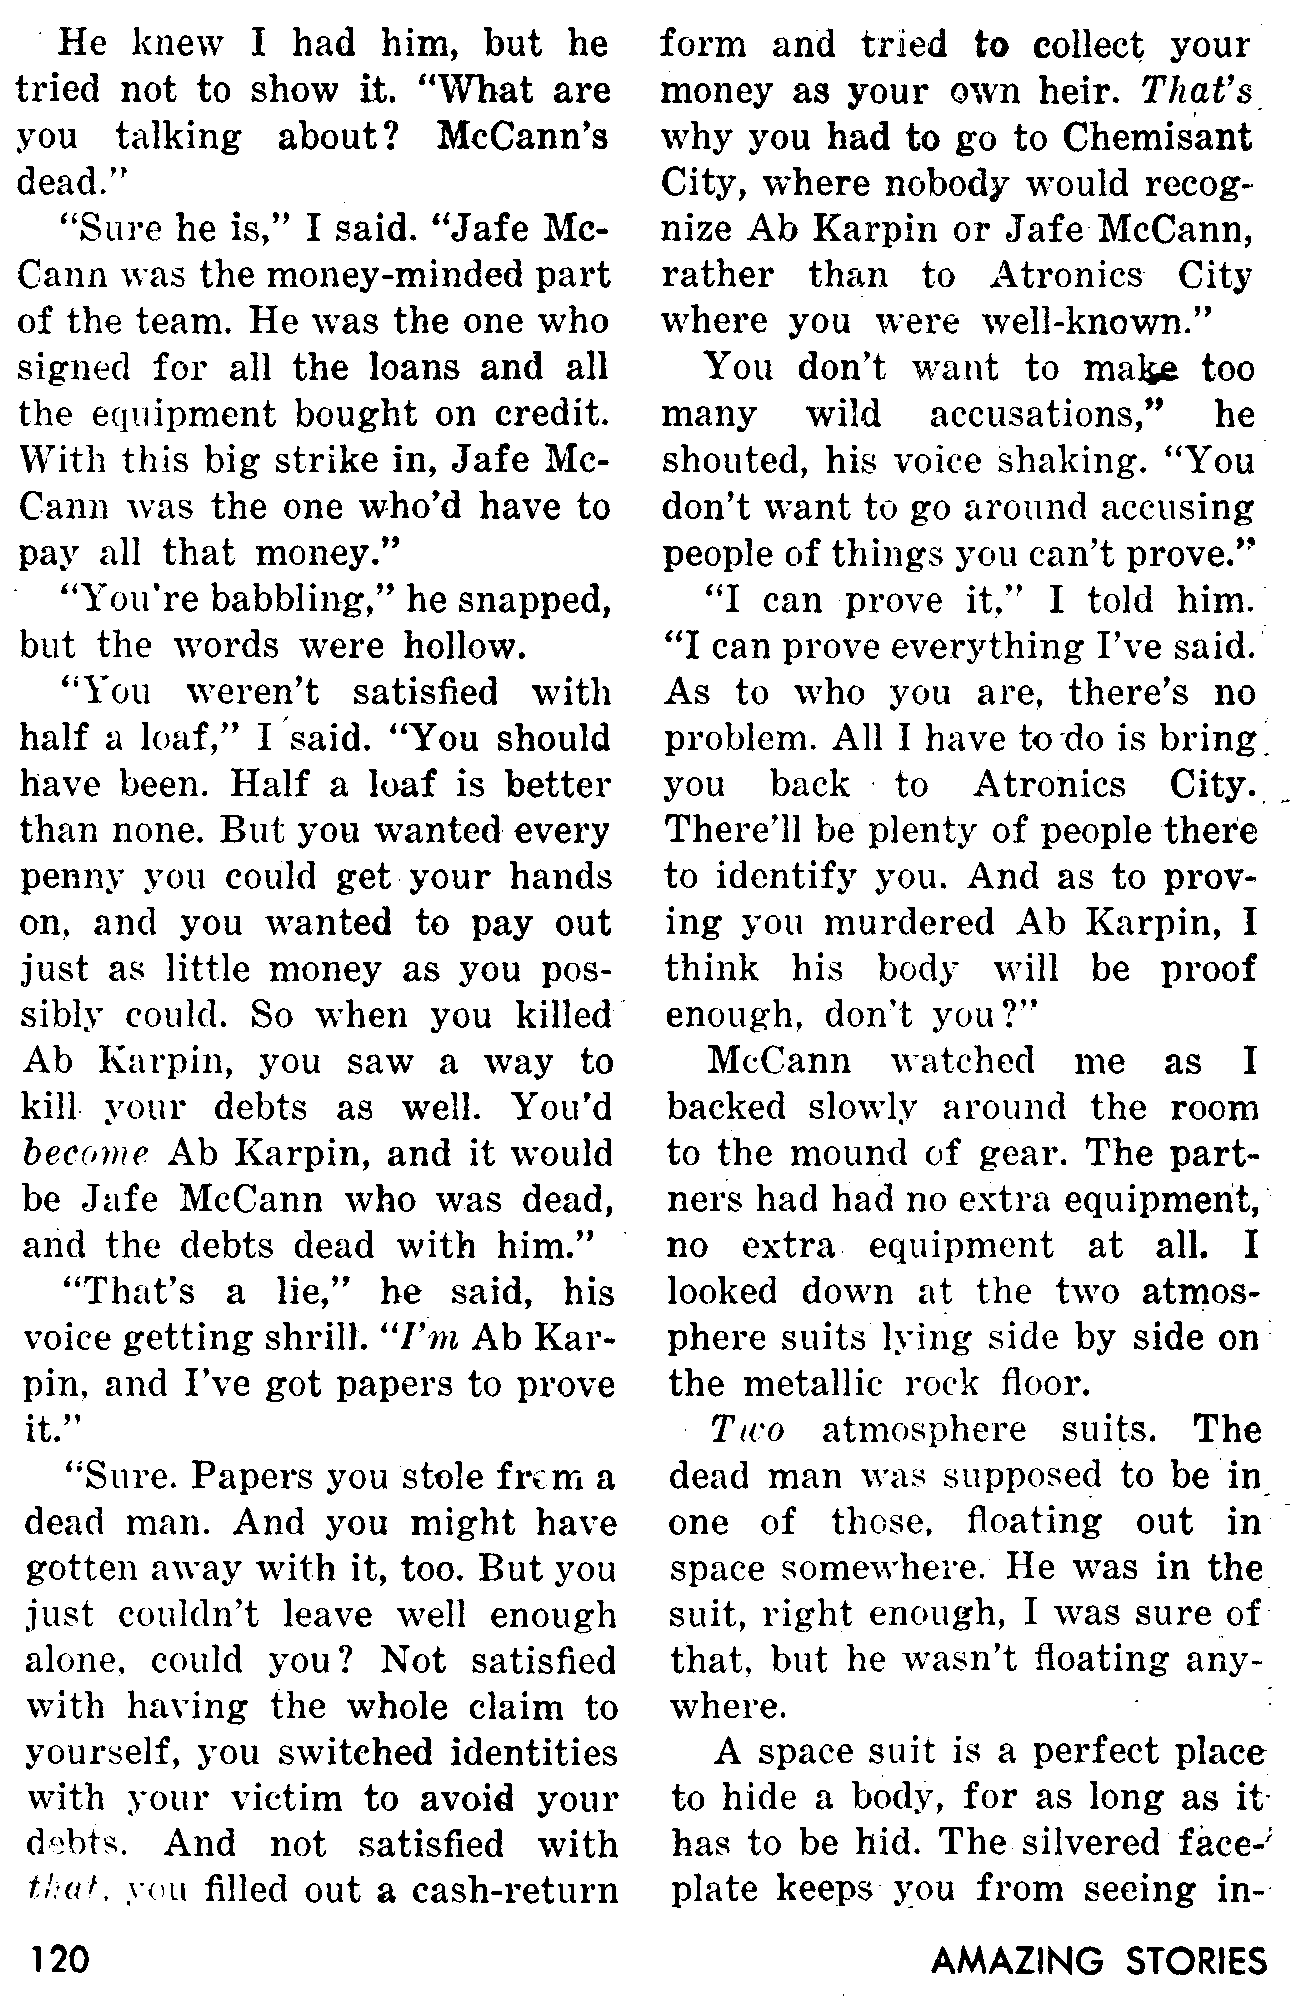 He knew I had him, but he
tried not to show it. “What are
you talking about? McCann’s
dead.”
“Sure he is,” I said. “Jafe Mc-
Cann was the money-minded part
of the team. He was the one who
signed for all the loans and all
the equipment bought on credit.
With this big strike in, Jafe Mc-
Cann was the one who’d have to
pay all that money.”
“You’re babbling,” he snapped,
but the words were hollow.
“You weren’t satisfied with
half a loaf,” I said. “You should
have been. Half a loaf is better
than none. But you wanted every
penny you could get your hands
on, and you wanted to pay out
just as little money as you pos-
sibly could. So when you killed
Ab Karpin, you saw a way to
kill your debts as well. You’d
become Ab Karpin, and it would
be Jafe McCann who was dead,
and the debts dead with him.”
“That’s a lie,” he said, his
voice getting shrill. “I’m Ab Kar-
pin, and I’ve got papers to prove
it.”
“Sure. Papers you stole from a
dead man. And you might have
gotten away with it, too. But you
just couldn’t leave well enough
alone, could you? Not satisfied
with having the whole claim to
yourself, you switched identities
with your victim to avoid your
debts. And not satisfied with
that, you filled out a cash-return
form and tried to collect your
money as your own heir. That’s
why you had to go to Chemisant
City, where nobody would recog-
nize Ab Karpin or Jafe McCann,
rather than to Atronics City
where you were well-known.”
You don’t want to make too
many wild accusations,” he
shouted, his voice shaking. “You
don’t want to go around accusing
people of things you can’t prove.”
“I can prove it,” I told him.
“I can prove everything I’ve said.
As to who you are, there’s no
problem. All I have to do is bring
you back to Atronics City.
There’ll be plenty of people there
to identify you. And as to prov-
ing you murdered Ab Karpin, I
think his body will be proof
enough, don’t you?”
McCann watched me as I
backed slowly around the room
to the mound of gear. The part-
ners had had no extra equipment,
no extra equipment at all. I
looked down at the two atmos-
phere suits lying side by side on
the metallic rock floor.
Two atmosphere suits. The
dead man was supposed to be in
one of those, floating out in
space somewhere. He was in the
suit, right enough, I was sure of
that, but he wasn’t floating any-
where.
A space suit is a perfect place
to hide a body, for as long as it
has to be hid. The silvered face-
plate keeps you from seeing in-
120
AMAZING STORIES